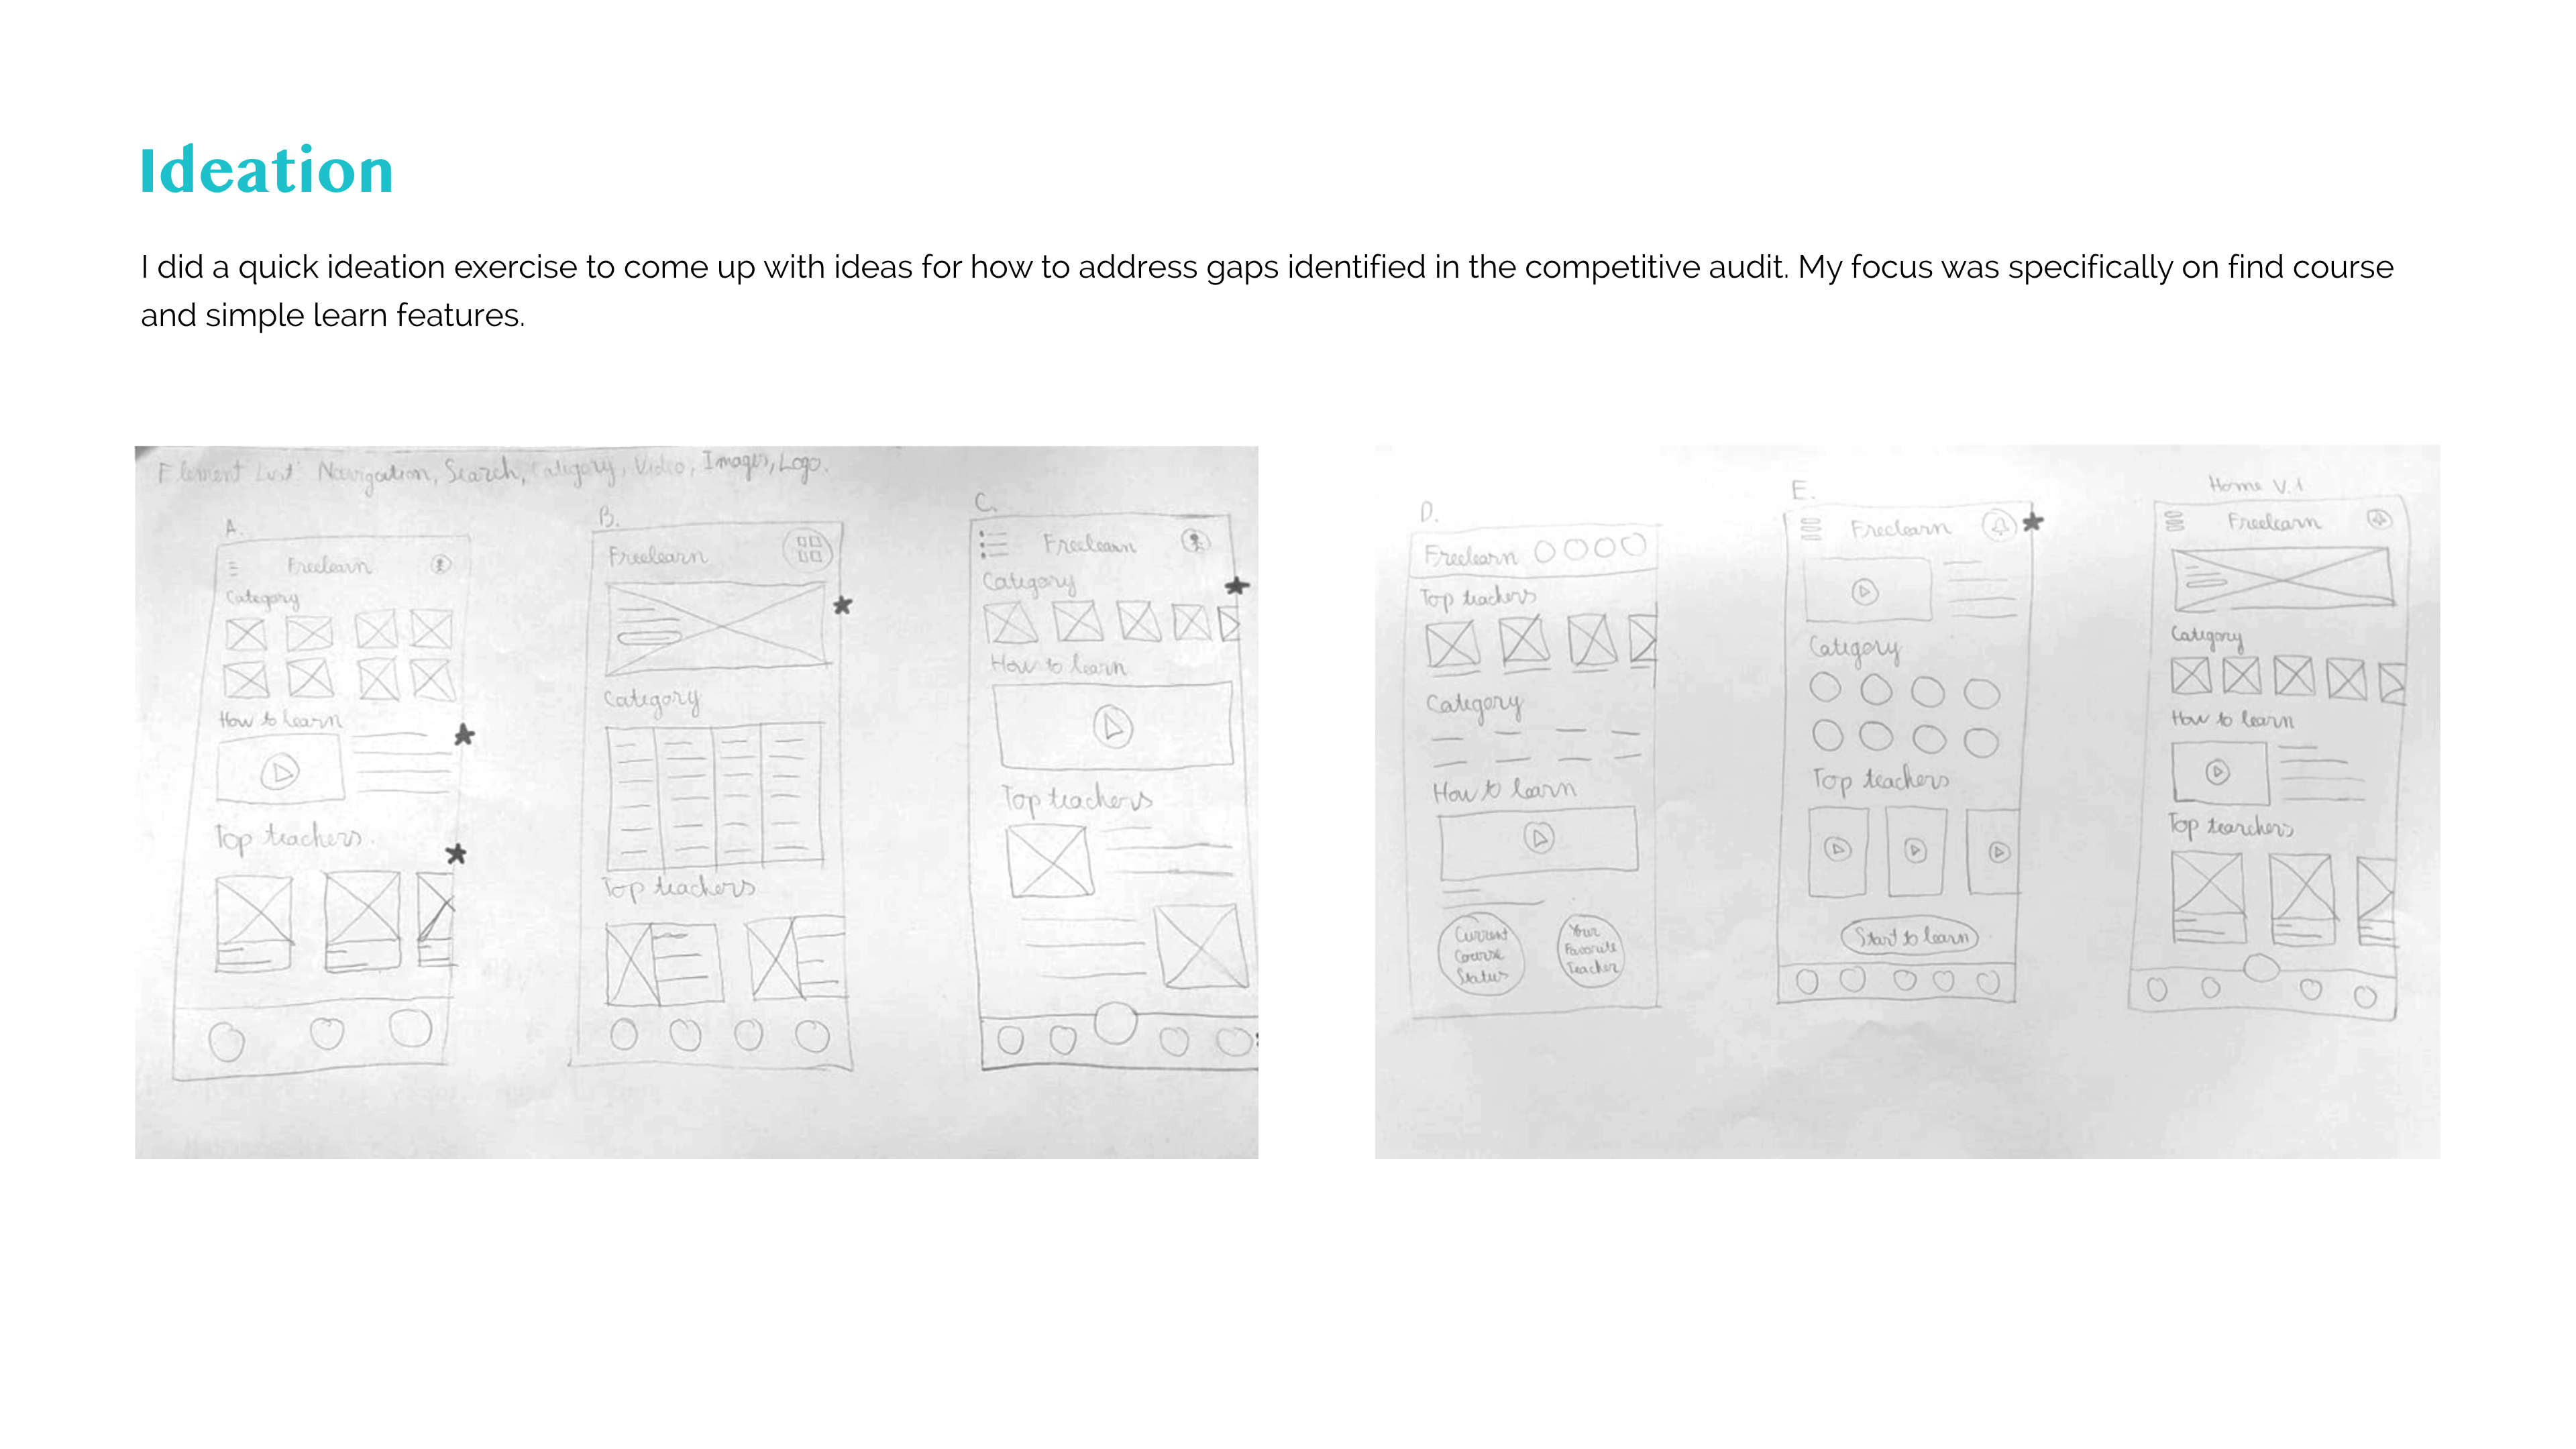 Ideation
I did a quick ideation exercise to come up with ideas for how to address gaps identified in the competitive audit. My focus was specifically on find course
and simple learn features.
Element List: Navigation, Search, Category, Video, Images, Logo.
A.
Freelearn
Category
How to learn
Top teachers.
B.
Freelearn
Category
Top teachers
C.
Freelearn
Category
How to learn
Top teachers
D.
Freelearn
Top teachers
Category
How to learn
Current
Course
Status
Your
Favorite
Teacher
E.
Freelearn
Category
Top teachers
Start to learn
Home V.1
Freelearn
Category
How to learn
Top tearchers